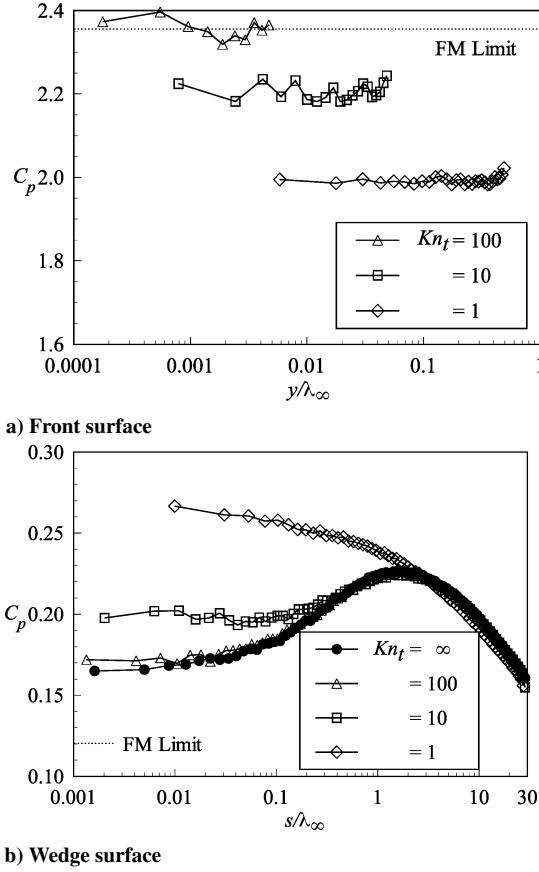 2.4
FM Limit
2.2
C_p 2.0
Kn_t = 100
= 10
= 1
1.8
1.6
0.0001 0.001 0.01 0.1 1
y/λ_∞
a) Front surface
0.30
0.25
C_p 0.20
Kn_t = ∞
= 100
= 10
= 1
0.15
FM Limit
0.10
0.001 0.01 0.1 1 10 30
s/λ_∞
b) Wedge surface